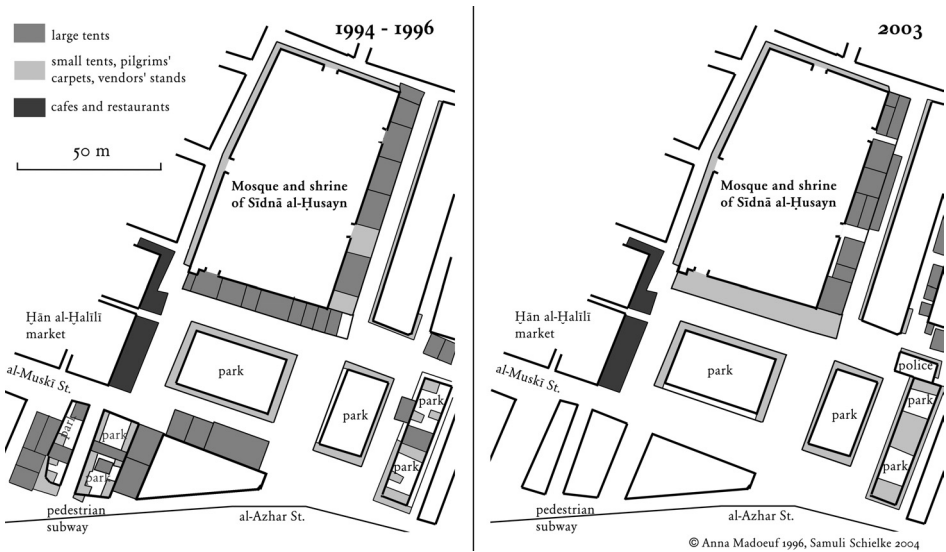 1994 - 1996
large tents
small tents, pilgrims'
carpets, vendors' stands
cafes and restaurants
50 m
Mosque and shrine
of Sīdnā al-Ḥusayn
Ḫān al-Ḫalīlī
market
al-Muskī St.
park
park
park
park
park
park
park
pedestrian
subway
al-Azhar St.
2003
Mosque and shrine
of Sīdnā al-Ḥusayn
Ḫān al-Ḫalīlī
market
al-Muskī St.
park
police
park
park
park
pedestrian
subway
al-Azhar St.
© Anna Madoeuf 1996, Samuli Schielke 2004